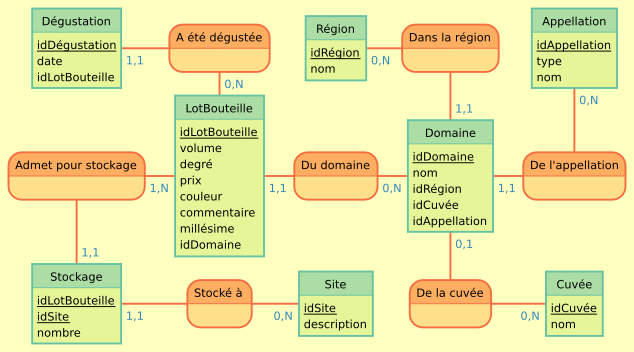 Dégustation
idDégustation
date
idLotBouteille
1,1
A été dégustée
0,N
Région
idRégion
nom
0,N
Dans la région
1,1
Appellation
idAppellation
type
nom
0,N
LotBouteille
idLotBouteille
volume
degré
prix
couleur
commentaire
millésime
idDomaine
Domaine
idDomaine
nom
idRégion
idCuvée
idAppellation
Admet pour stockage
1,N
1,1
Du domaine
1,1
0,N
De l'appellation
1,1
0,1
Stockage
idLotBouteille
idSite
nombre
1,1
Stocké à
0,N
Site
idSite
description
De la cuvée
0,N
Cuvée
idCuvée
nom